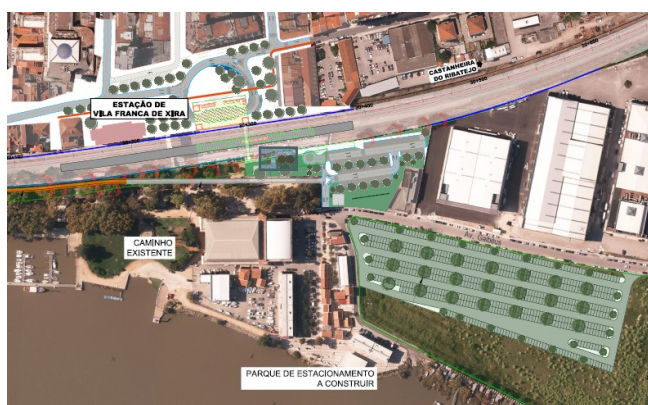 CASTANHEIRA
DO RIBATEJO
ESTAÇÃO DE
VILA FRANCA DE XIRA
CAMINHO
EXISTENTE
PARQUE DE ESTACIONAMENTO
A CONSTRUIR